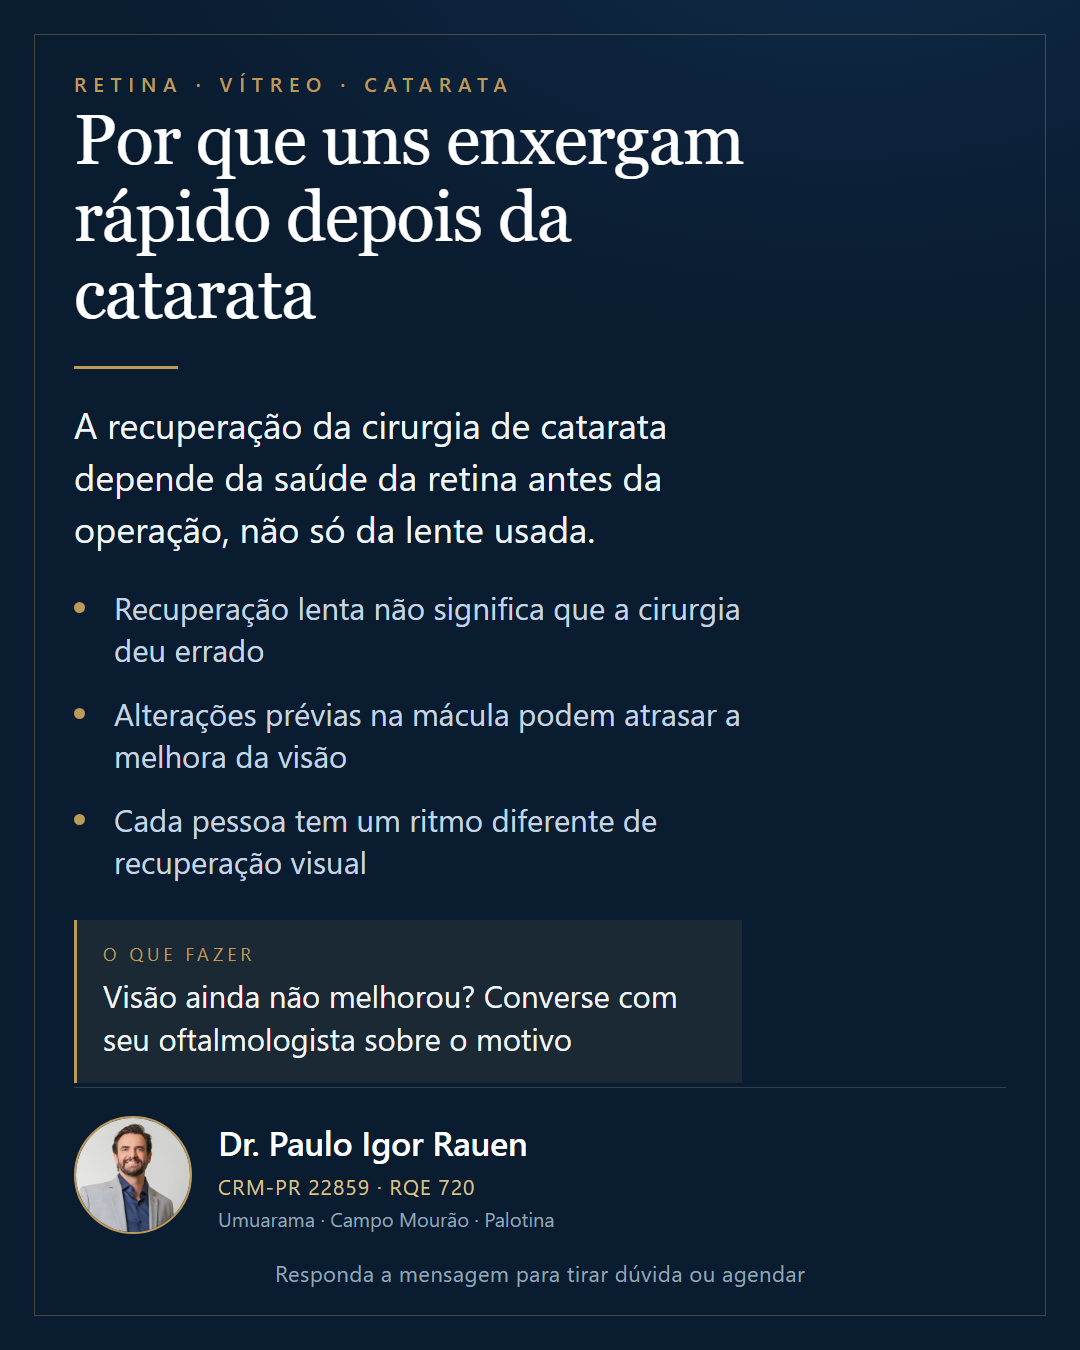 RETINA · VÍTREO · CATARATA
Por que uns enxergam
rápido depois da
catarata
A recuperação da cirurgia de catarata
depende da saúde da retina antes da
operação, não só da lente usada.
Recuperação lenta não significa que a cirurgia
deu errado
Alterações prévias na mácula podem atrasar a
melhora da visão
Cada pessoa tem um ritmo diferente de
recuperação visual
O QUE FAZER
Visão ainda não melhorou? Converse com
seu oftalmologista sobre o motivo
Dr. Paulo Igor Rauen
CRM-PR 22859 · RQE 720
Umuarama · Campo Mourão · Palotina
Responda a mensagem para tirar dúvida ou agendar